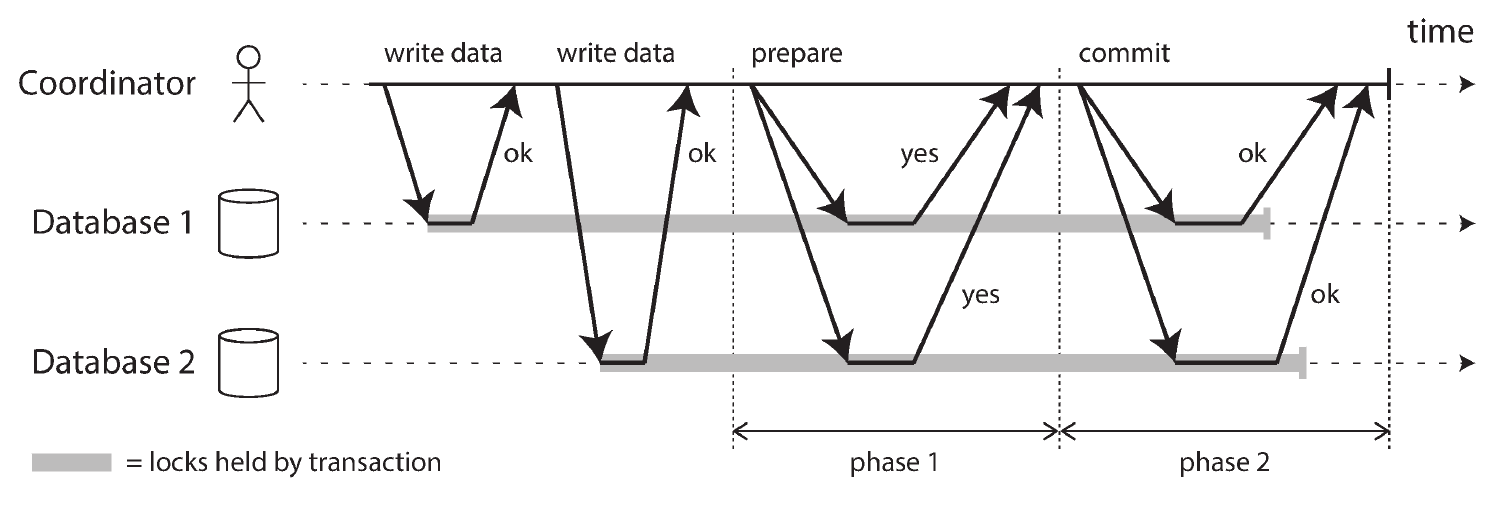 time
write data
write data
prepare
commit
Coordinator
ok
ok
yes
ok
Database 1
yes
ok
Database 2
= locks held by transaction
phase 1
phase 2